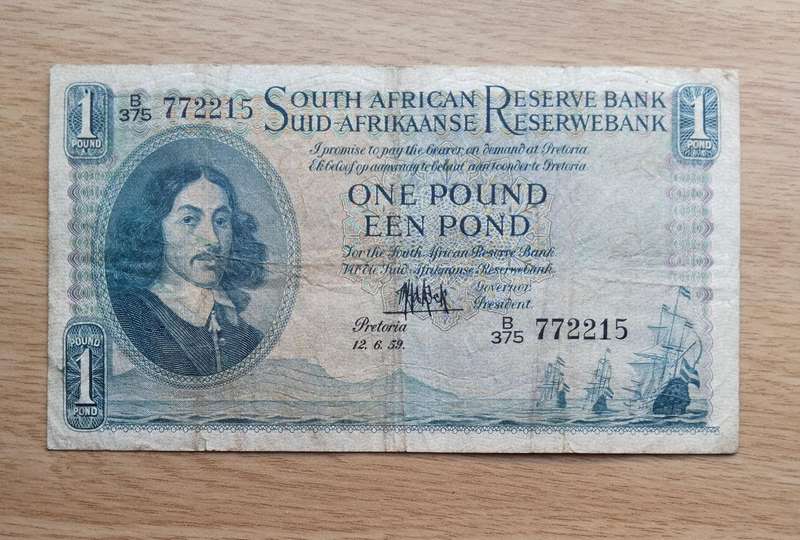 1
POUND
B/375 772215
SOUTH AFRICAN RESERVE BANK
SUID-AFRIKAANSE RESERWEBANK
1
POUND
I promise to pay the bearer on demand at Pretoria
Ek beloof op aanvraag te betaal aan toonder te Pretoria
ONE POUND
EEN POND
For the South African Reserve Bank
Vir die Suid-Afrikaanse Reserwebank
Governor.
President.
Pretoria
12.6.59.
B/375 772215
POUND
1
POND